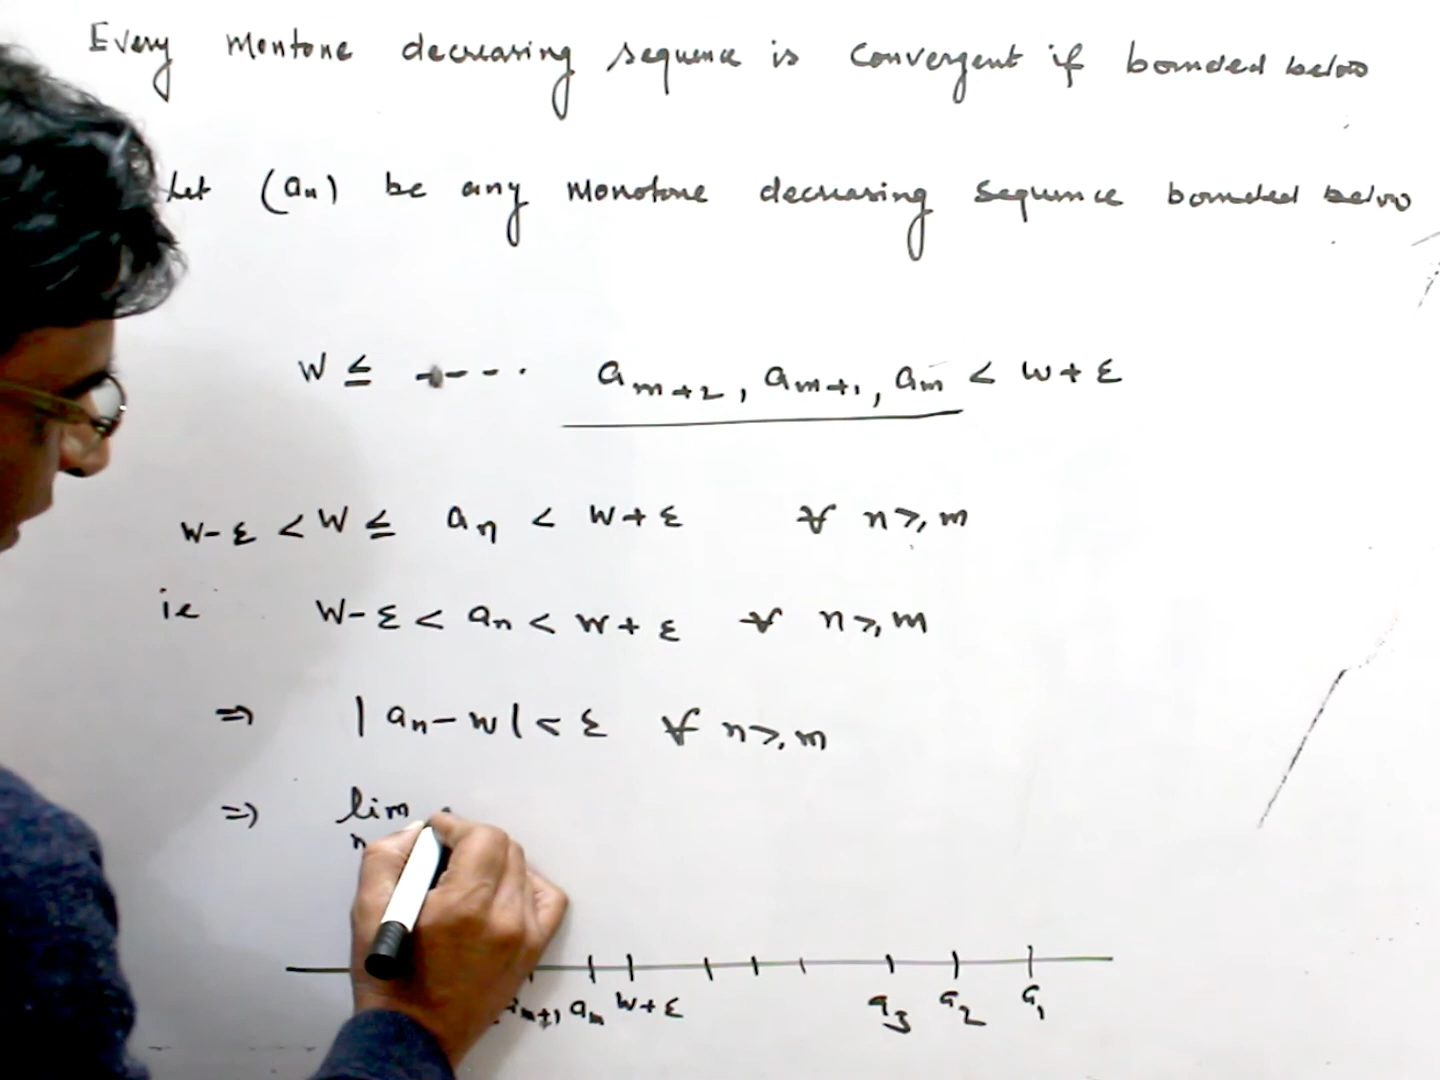 Every montone decreasing sequence is convergent if bounded below
Let (aₙ) be any monotone decreasing sequence bounded below
W ≤ ---- aₘ₊₂, aₘ₊₁, aₘ < W + ε
W - ε < W ≤ aₙ < W + ε ∀ n ≥ m
ie W - ε < aₙ < W + ε ∀ n ≥ m
⇒ | aₙ - W | < ε ∀ n ≥ m
⇒ lim
n
ₘ₊₁ aₘ W+ε a₃ a₂ a₁